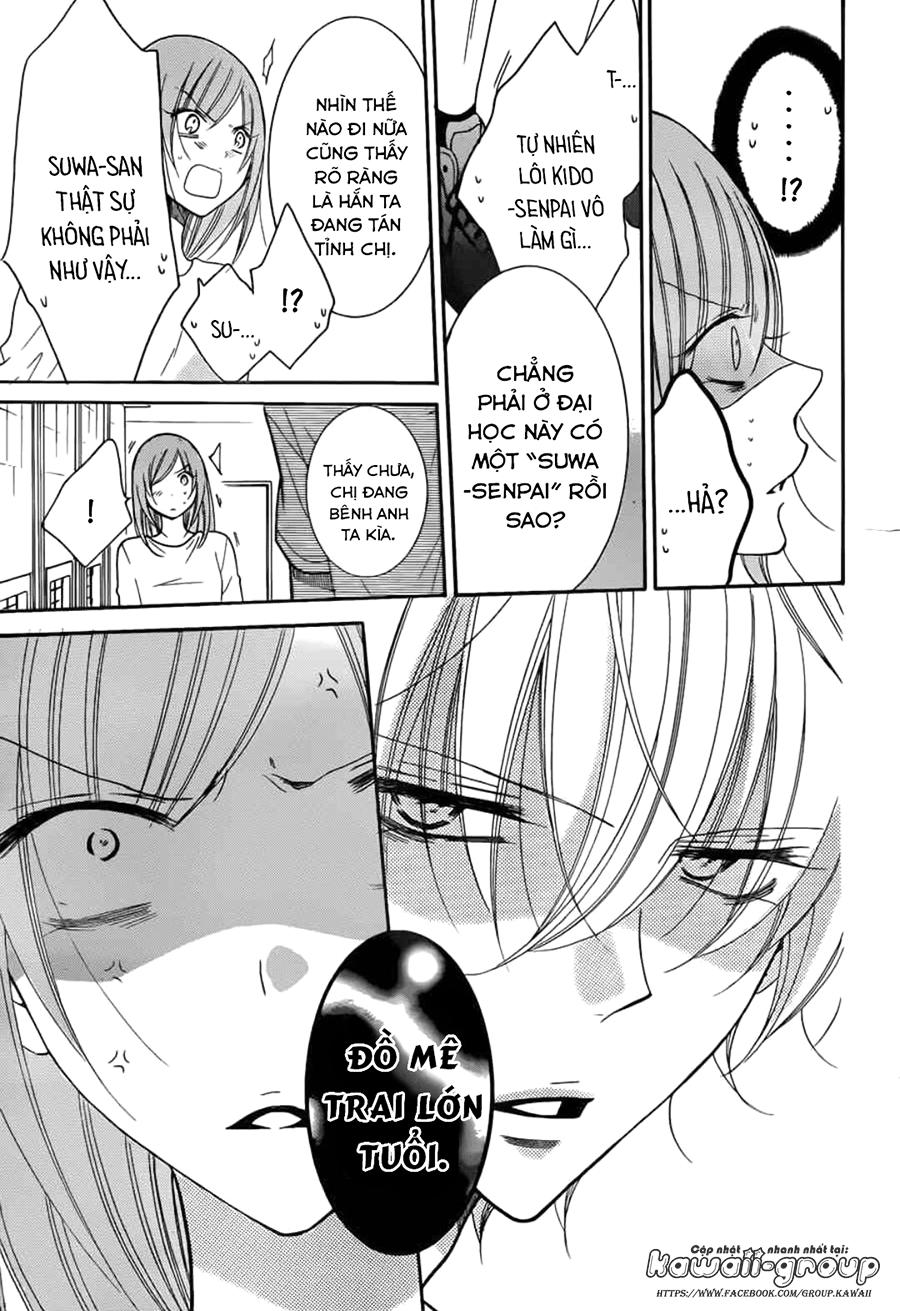 ....
!?
...HẢ?
T-...
TỰ NHIÊN
LÔI KIDO
-SENPAI VÔ
LÀM GÌ...
CHẲNG
PHẢI Ở ĐẠI
HỌC NÀY CÓ
MỘT “SUWA
-SENPAI” RỒI
SAO?
NHÌN THẾ
NÀO ĐI NỮA
CŨNG THẤY
RÕ RÀNG
LÀ HẮN TA
ĐANG TÁN
TỈNH CHỊ.
!?
SU-...
SUWA-SAN
THẬT SỰ
KHÔNG PHẢI
NHƯ VẬY...
THẤY CHƯA,
CHỊ ĐANG
BÊNH ANH
TA KÌA.
!
ĐỒ MÊ
TRAI LỚN
TUỔI.
Cập nhật nhanh nhất tại:
Kawaii-group
HTTPS://WWW.FACEBOOK.COM/GROUP.KAWAII